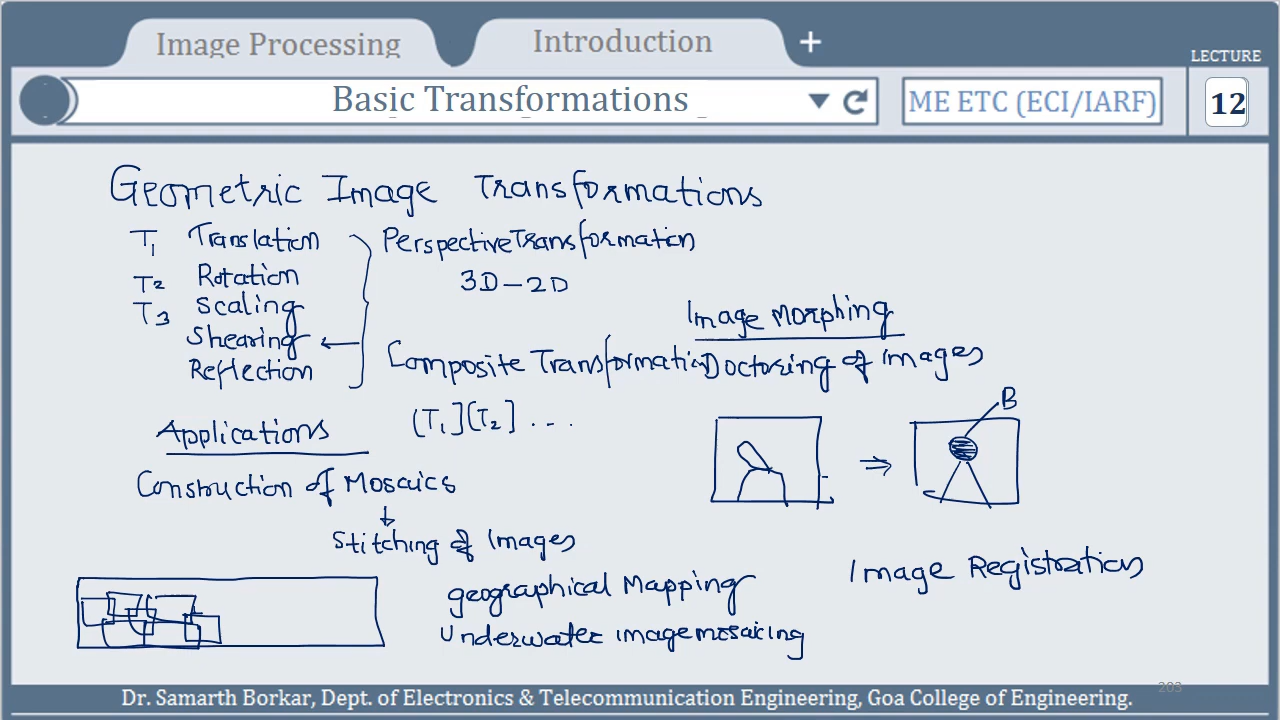 Image Processing
Introduction
+
LECTURE
Basic Transformations
ME ETC (ECI/IARF)
12
Geometric Image Transformations
T1 Translation
T2 Rotation
T3 Scaling
Shearing
Reflection
Perspective Transformation
3D-2D
Composite Transformation
[T1][T2] ....
Image Morphing
Doctoring of Images
B
Applications
Construction of Mosaics
Stitching of Images
geographical Mapping
Underwater image mosaicing
Image Registration
203
Dr. Samarth Borkar, Dept. of Electronics & Telecommunication Engineering, Goa College of Engineering.